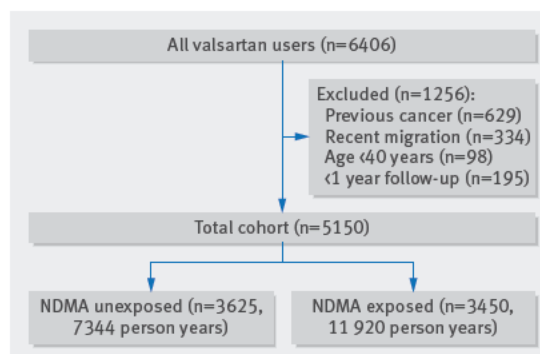 All valsartan users (n=6406)
Excluded (n=1256):
Previous cancer (n=629)
Recent migration (n=334)
Age <40 years (n=98)
<1 year follow-up (n=195)
Total cohort (n=5150)
NDMA unexposed (n=3625,
7344 person years)
NDMA exposed (n=3450,
11 920 person years)